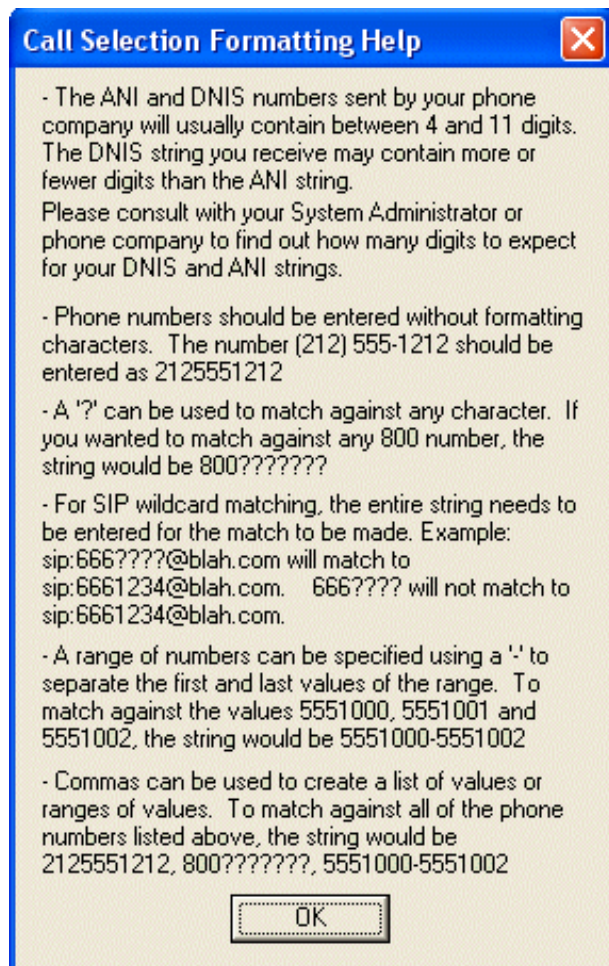 Call Selection Formatting Help
- The ANI and DNIS numbers sent by your phone
company will usually contain between 4 and 11 digits.
The DNIS string you receive may contain more or
fewer digits than the ANI string.
Please consult with your System Administrator or
phone company to find out how many digits to expect
for your DNIS and ANI strings.
- Phone numbers should be entered without formatting
characters.  The number (212) 555-1212 should be
entered as 2125551212
- A '?' can be used to match against any character.  If
you wanted to match against any 800 number, the
string would be 800???????
- For SIP wildcard matching, the entire string needs to
be entered for the match to be made. Example:
sip:666????@blah.com will match to
sip:6661234@blah.com.    666???? will not match to
sip:6661234@blah.com.
- A range of numbers can be specified using a '-' to
separate the first and last values of the range.  To
match against the values 5551000, 5551001 and
5551002, the string would be 5551000-5551002
- Commas can be used to create a list of values or
ranges of values.  To match against all of the phone
numbers listed above, the string would be
2125551212, 800???????, 5551000-5551002
OK